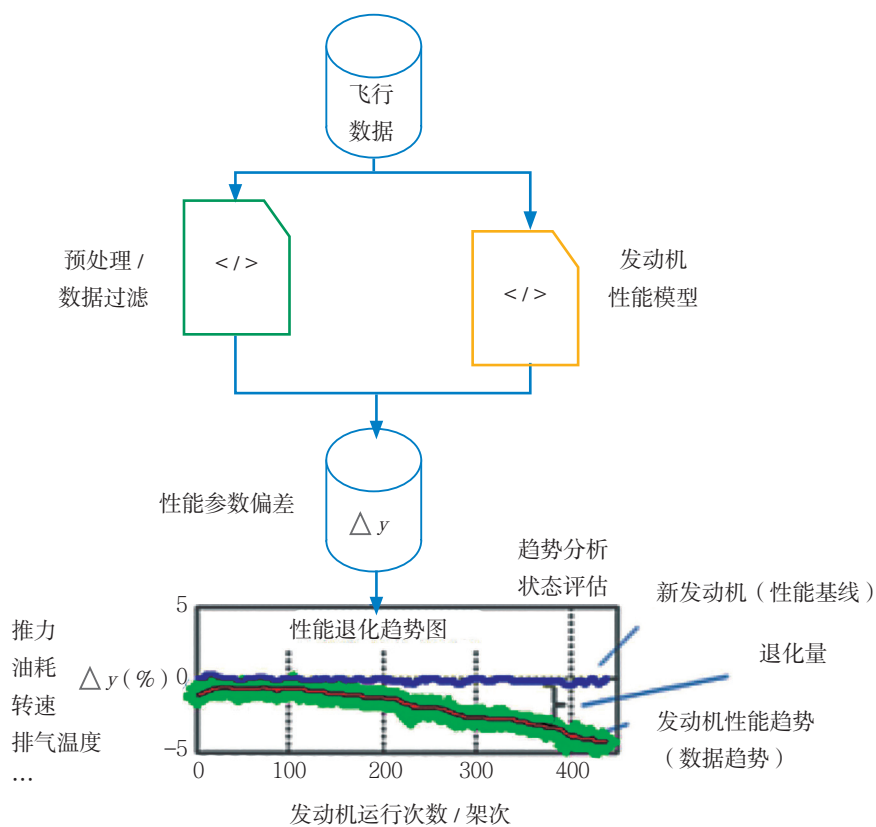 飞行
数据
预处理 /
数据过滤
< / >
< / >
发动机
性能模型
性能参数偏差
△ y
趋势分析
状态评估
新发动机（性能基线）
退化量
发动机性能趋势
（数据趋势）
性能退化趋势图
推力
油耗
转速
排气温度
…
△ y (%)
5
0
−5
0 100 200 300 400
发动机运行次数 / 架次